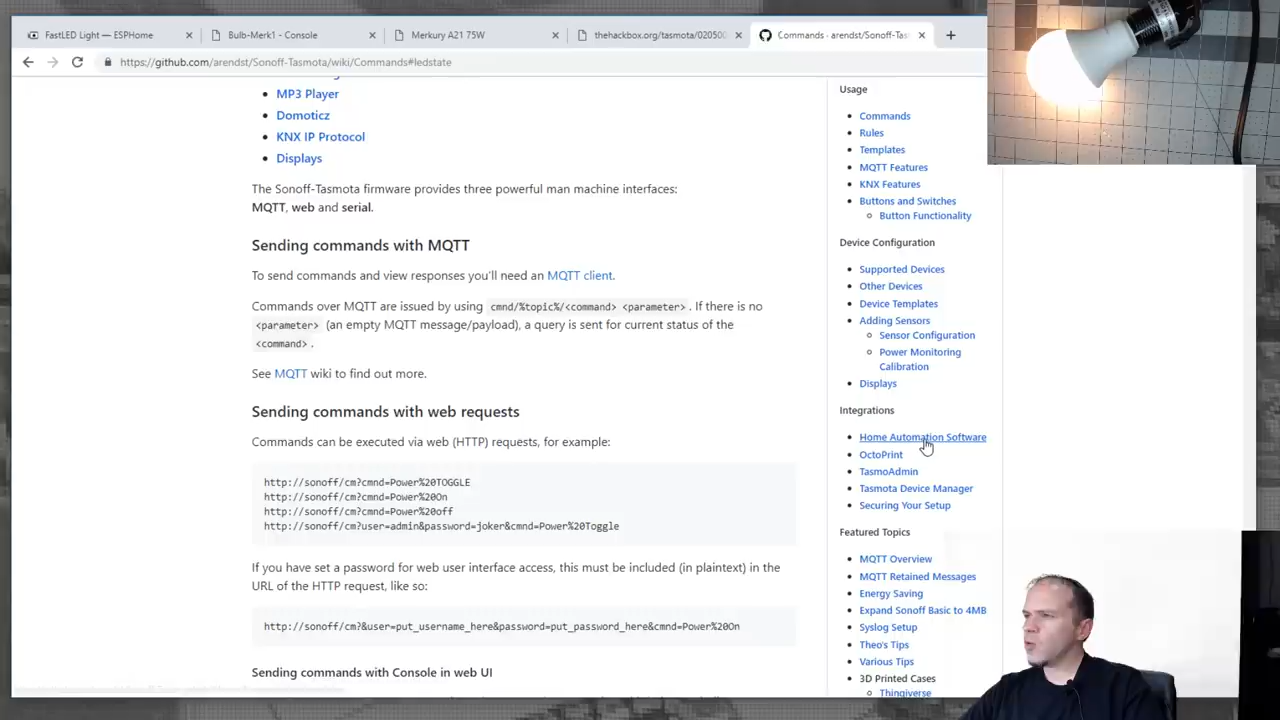 FastLED Light — ESPHome
Bulb-Merk1 - Console
Merkury A21 75W
thehackbox.org/tasmota/020500
Commands · arendst/Sonoff-Tas
https://github.com/arendst/Sonoff-Tasmota/wiki/Commands#ledstate
MP3 Player
Domoticz
KNX IP Protocol
Displays
The Sonoff-Tasmota firmware provides three powerful man machine interfaces:
MQTT, web and serial.
Sending commands with MQTT
To send commands and view responses you'll need an MQTT client.
Commands over MQTT are issued by using cmnd/%topic%/<command> <parameter>. If there is no
<parameter> (an empty MQTT message/payload), a query is sent for current status of the
<command>.
See MQTT wiki to find out more.
Sending commands with web requests
Commands can be executed via web (HTTP) requests, for example:
http://sonoff/cm?cmnd=Power%20TOGGLE
http://sonoff/cm?cmnd=Power%20On
http://sonoff/cm?cmnd=Power%20off
http://sonoff/cm?user=admin&password=joker&cmnd=Power%20Toggle
If you have set a password for web user interface access, this must be included (in plaintext) in the
URL of the HTTP request, like so:
http://sonoff/cm?&user=put_username_here&password=put_password_here&cmnd=Power%20On
Sending commands with Console in web UI
Usage
Commands
Rules
Templates
MQTT Features
KNX Features
Buttons and Switches
Button Functionality
Device Configuration
Supported Devices
Other Devices
Device Templates
Adding Sensors
Sensor Configuration
Power Monitoring
Calibration
Displays
Integrations
Home Automation Software
OctoPrint
TasmoAdmin
Tasmota Device Manager
Securing Your Setup
Featured Topics
MQTT Overview
MQTT Retained Messages
Energy Saving
Expand Sonoff Basic to 4MB
Syslog Setup
Theo's Tips
Various Tips
3D Printed Cases
Thingiverse